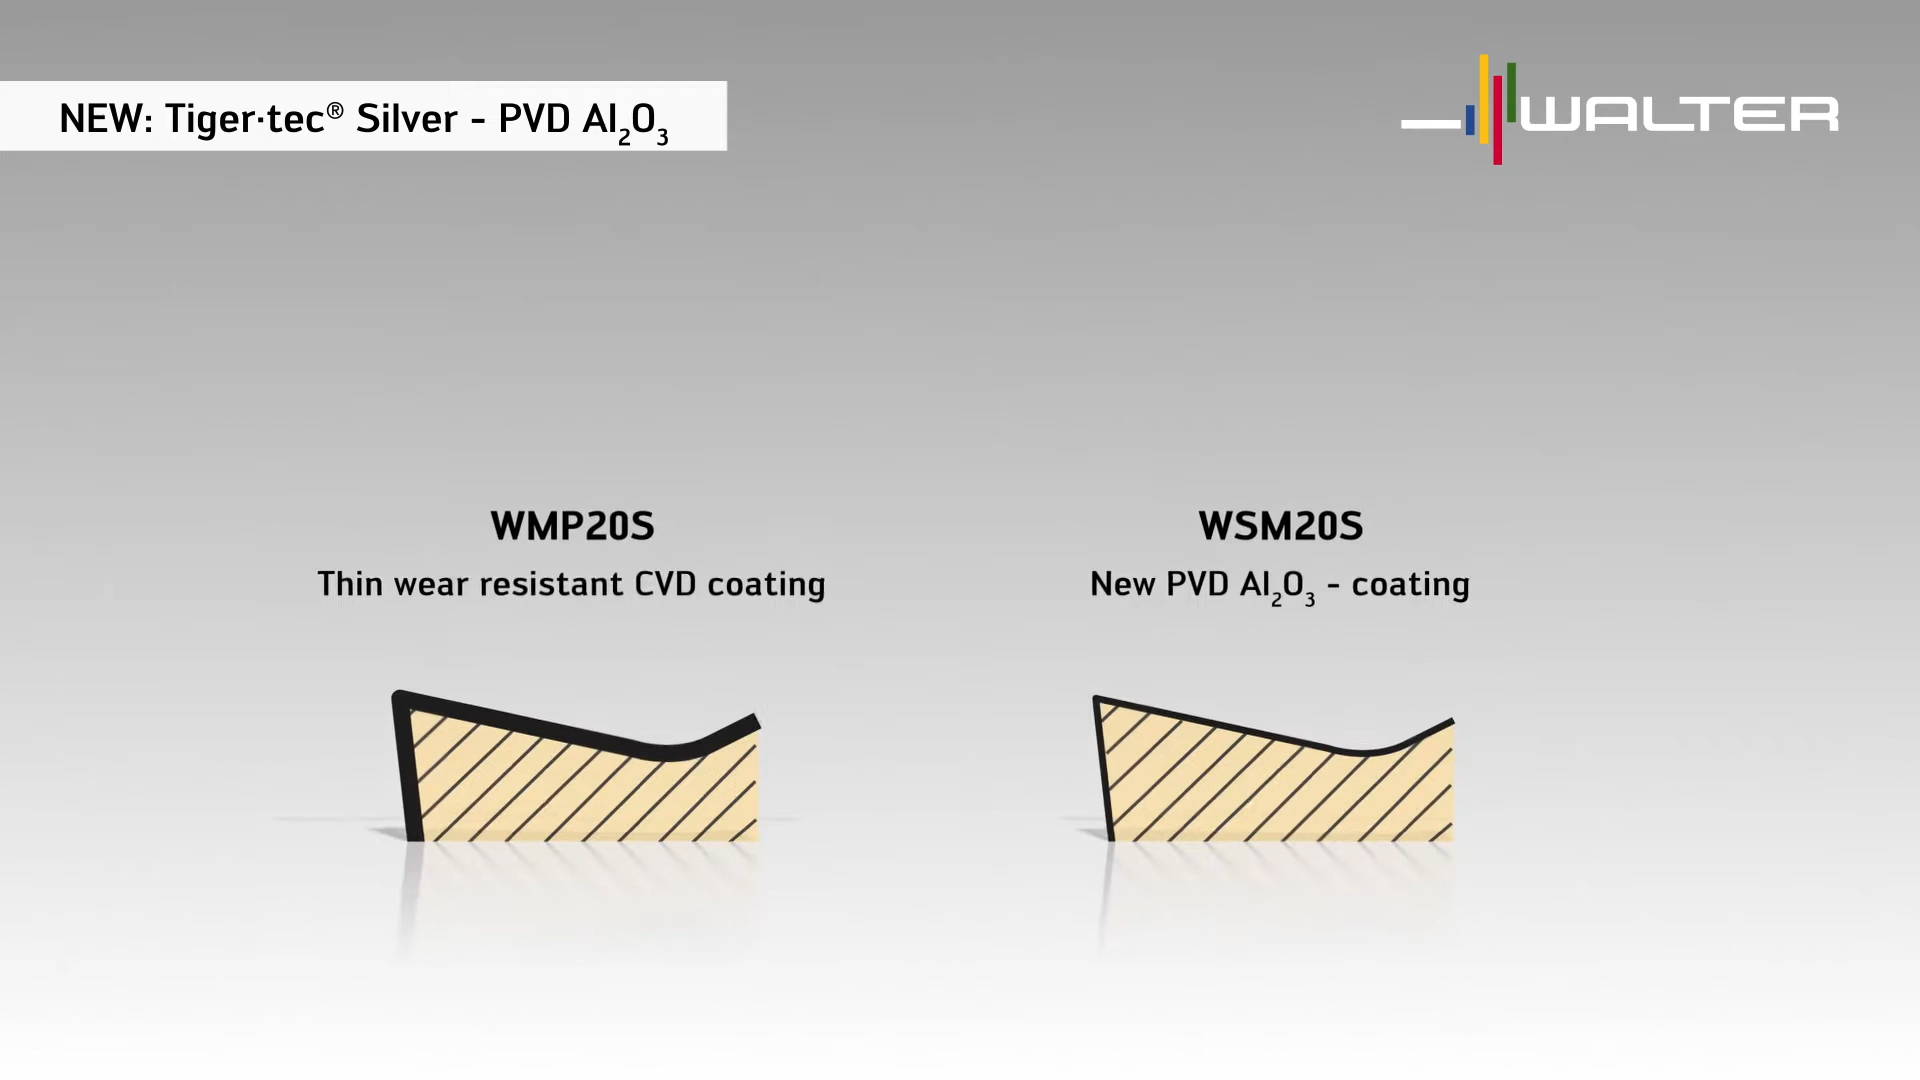 NEW: Tiger·tec® Silver - PVD Al₂O₃
WALTER
WMP20S
Thin wear resistant CVD coating
WSM20S
New PVD Al₂O₃ - coating